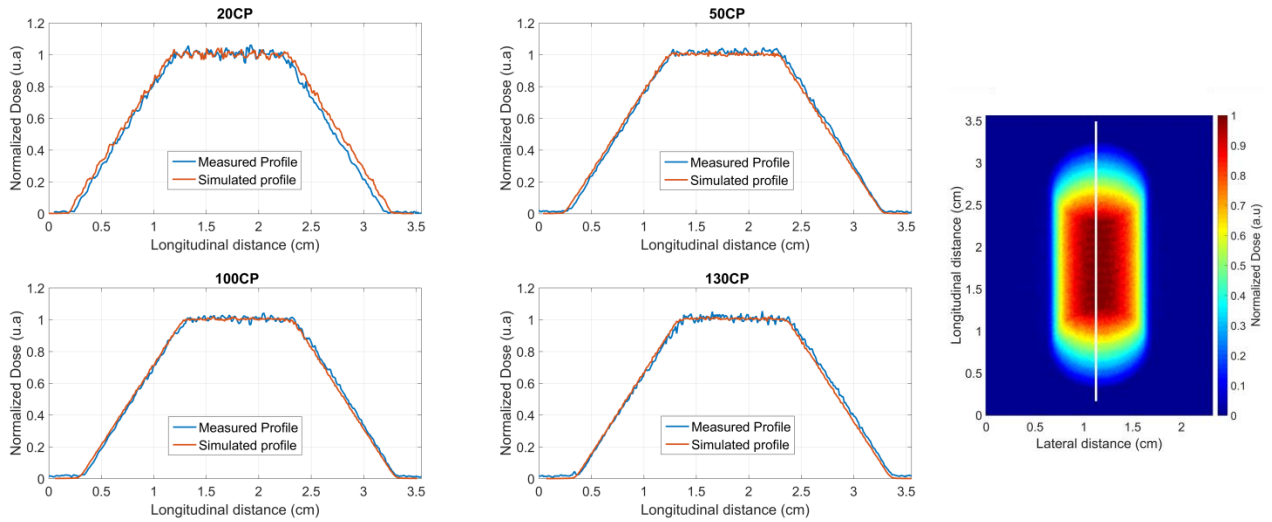 20CP
Normalized Dose (u.a)
1.2
1
0.8
0.6
0.4
0.2
0
Measured Profile
Simulated profile
0 0.5 1 1.5 2 2.5 3 3.5
Longitudinal distance (cm)
50CP
Normalized Dose (u.a)
1.2
1
0.8
0.6
0.4
0.2
0
Measured Profile
Simulated profile
0 0.5 1 1.5 2 2.5 3 3.5
Longitudinal distance (cm)
100CP
Normalized Dose (u.a)
1.2
1
0.8
0.6
0.4
0.2
0
Measured Profile
Simulated Profile
0 0.5 1 1.5 2 2.5 3 3.5
Longitudinal distance (cm)
130CP
Normalized Dose (u.a)
1.2
1
0.8
0.6
0.4
0.2
0
Measured Profile
Simulated Profile
0 0.5 1 1.5 2 2.5 3 3.5
Longitudinal distance (cm)
Longitudinal distance (cm)
3.5
3
2.5
2
1.5
1
0.5
0
0 0.5 1 1.5 2
Lateral distance (cm)
1
0.9
0.8
0.7
0.6
0.5
0.4
0.3
0.2
0.1
0
Normalized Dose (a.u)